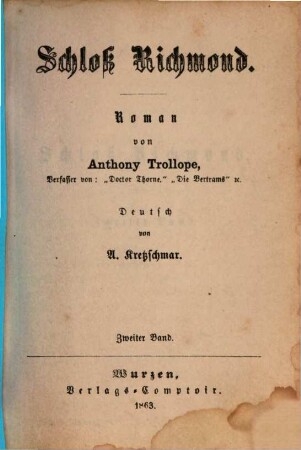 Schloß Richmond.
Roman
von
Anthony Trollope,
Verfasser von: „Doctor Thorne.” „Die Bertrams” ꝛc.
Deutsch
von
A. Kretzschmar.
Zweiter Band.
Wurzen,
Verlags-Comptoir.
1863.